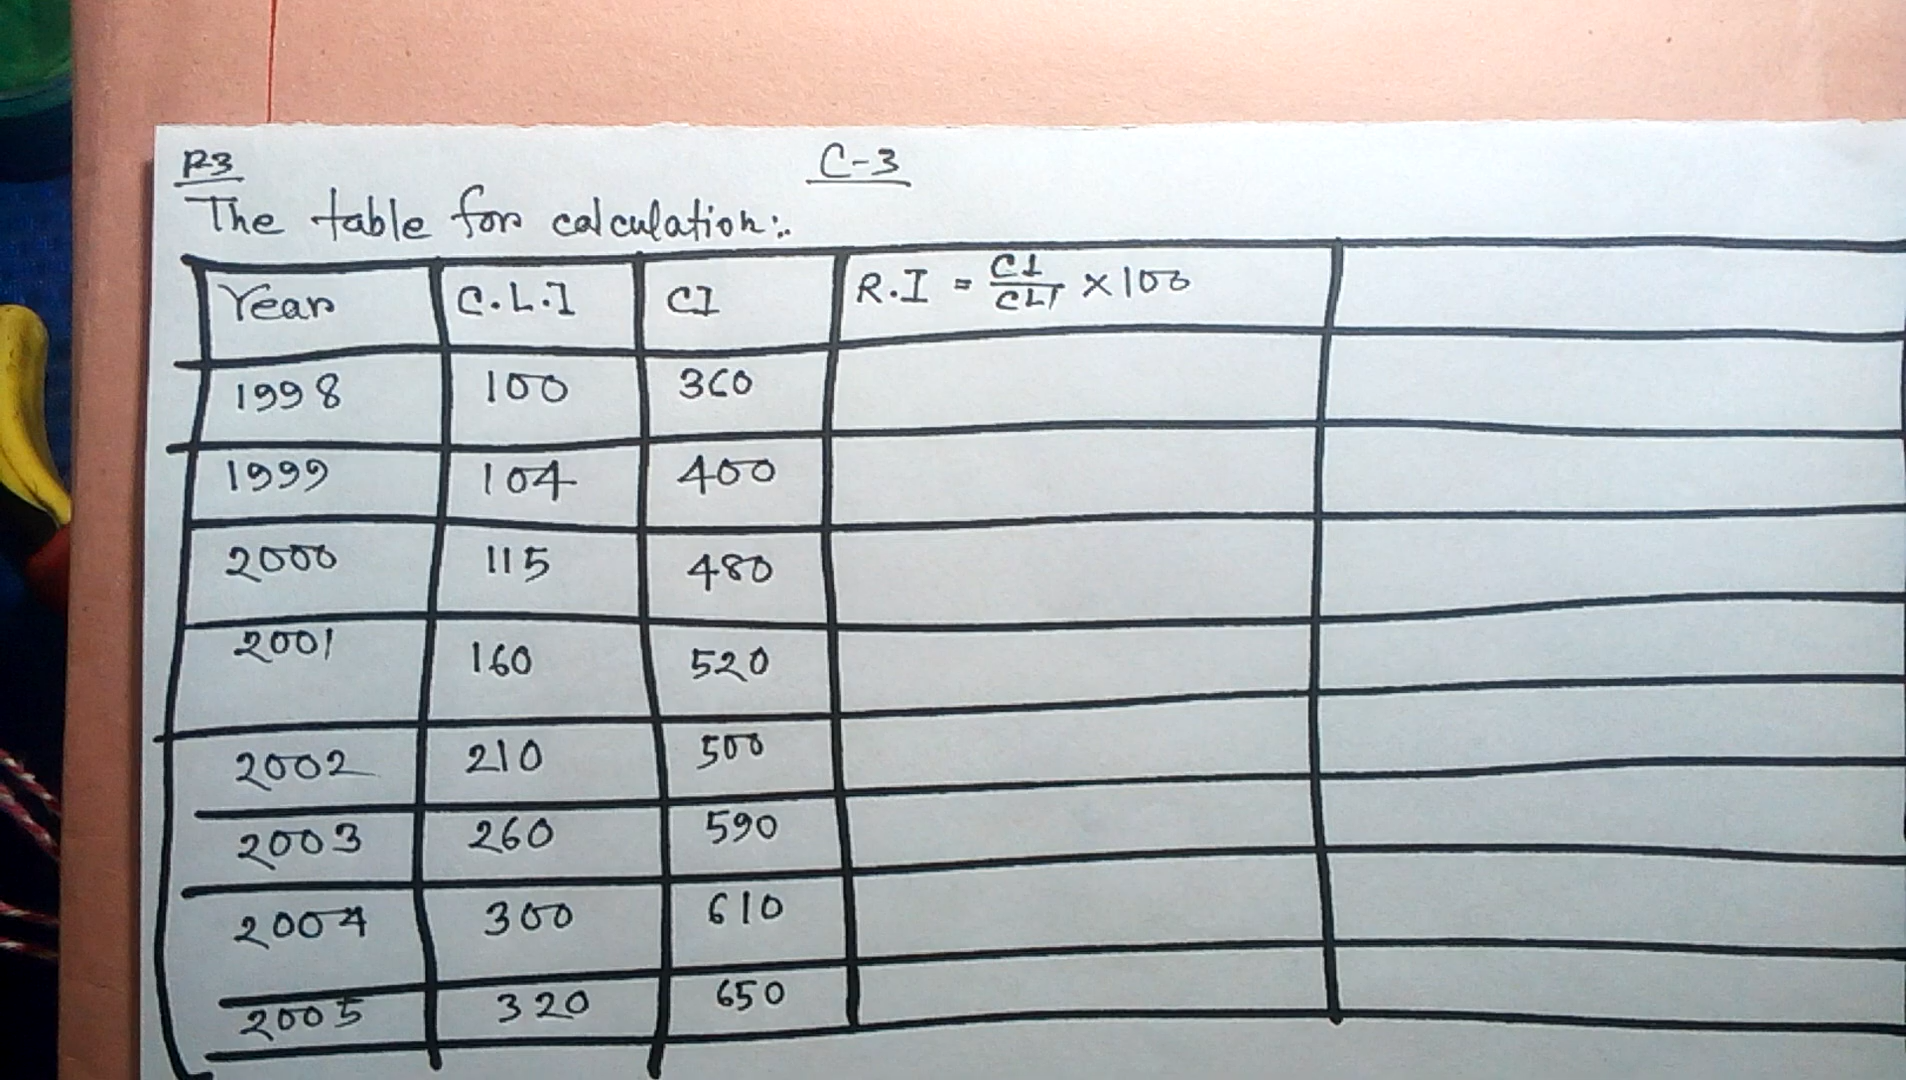 P3
C-3
The table for calculation:.
Year C.L.I CI R.I = CI/CLI × 100
1998 100 360
1999 104 400
2000 115 480
2001 160 520
2002 210 500
2003 260 590
2004 300 610
2005 320 650